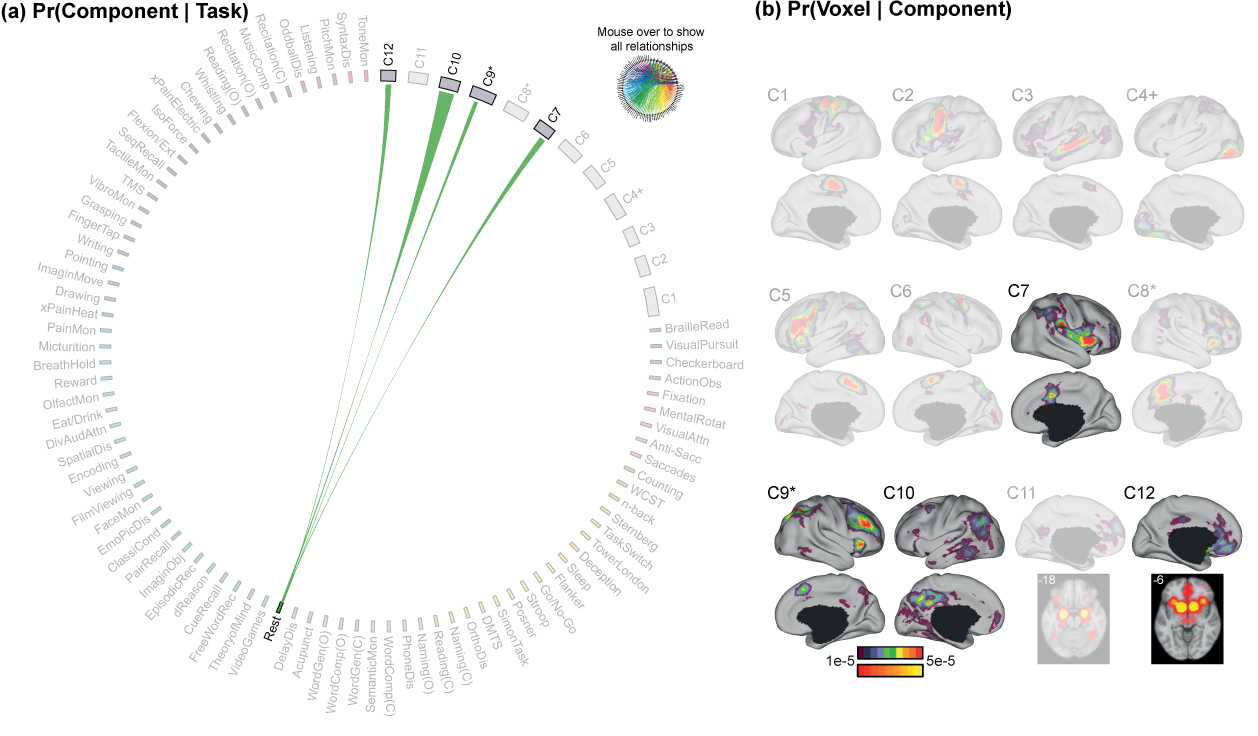 (a) Pr(Component | Task)
(b) Pr(Voxel | Component)
Mouse over to show
all relationships
C12
C11
C10
C9*
C8*
C7
C6
C5
C4+
C3
C2
C1
BrailleRead
VisualPursuit
Checkerboard
ActionObs
Fixation
MentalRotat
VisualAttn
Anti-Sacc
Saccades
Counting
WCST
n-back
Sternberg
TaskSwitch
TowerLondon
Deception
Sleep
Flanker
Go/No-Go
Stroop
Posner
SimonTask
DMTS
OrthoDis
Naming(C)
Reading(C)
Naming(O)
PhoneDis
WordComp(C)
SemanticMon
WordGen(C)
WordComp(O)
WordGen(O)
Acupunct
DelayDis
Rest
VideoGames
TheoryofMind
FreeWordRec
CueRecall
dReason
EpisodicRec
ImaginObj
PairRecall
ClassiCond
EmoPicDis
FaceMon
FilmViewing
Viewing
Encoding
SpatialDis
DivAudAttn
Eat/Drink
OlfactMon
Reward
BreathHold
Micturition
PainMon
xPainHeat
Drawing
ImaginMove
Pointing
Writing
FingerTap
Grasping
VibroMon
TMS
TactileMon
SeqRecall
Flexion/Ext
IsoForce
xPainElectric
Chewing
Whistling
Reading(O)
Recitation(O)
MusicComp
Recitation(C)
OddballDis
Listening
PitchMon
SyntaxDis
ToneMon
C1
C2
C3
C4+
C5
C6
C7
C8*
C9*
C10
C11
C12
-18
-6
1e-5
5e-5